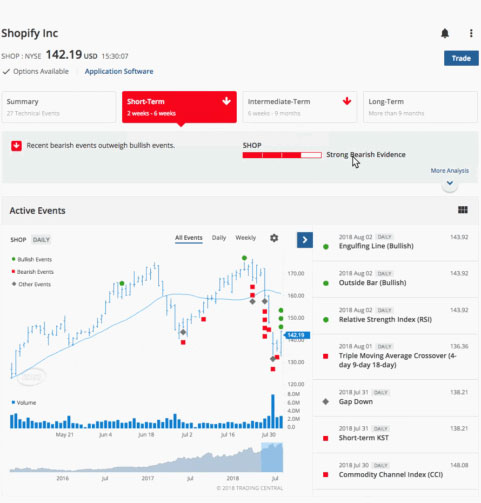 Shopify Inc
SHOP : NYSE 142.19 USD 15:30:07
Trade
Options Available Application Software
Summary
27 Technical Events
Short-Term
2 weeks - 6 weeks
Intermediate-Term
6 weeks - 9 months
Long-Term
More than 9 months
Recent bearish events outweigh bullish events.
SHOP
Strong Bearish Evidence
More Analysis
Active Events
SHOP DAILY
All Events Daily Weekly
Bullish Events
Bearish Events
Other Events
170.00
160.00
150.00
142.19
130.00
120.00
Volume
8.0M
6.0M
4.0M
2.0M
0.0
May 21 Jun 4 Jun 18 Jul 2 Jul 16 Jul 30
2016 Jul 2017 Jul 2018 Jul
© 2018 TRADING CENTRAL
2018 Aug 02 DAILY 143.92
Engulfing Line (Bullish)
2018 Aug 02 DAILY 143.92
Outside Bar (Bullish)
2018 Aug 02 DAILY 143.92
Relative Strength Index (RSI)
2018 Aug 01 DAILY 136.36
Triple Moving Average Crossover (4-
day 9-day 18-day)
2018 Jul 31 DAILY 138.21
Gap Down
2018 Jul 31 DAILY 138.21
Short-term KST
2018 Jul 30 DAILY 148.08
Commodity Channel Index (CCI)